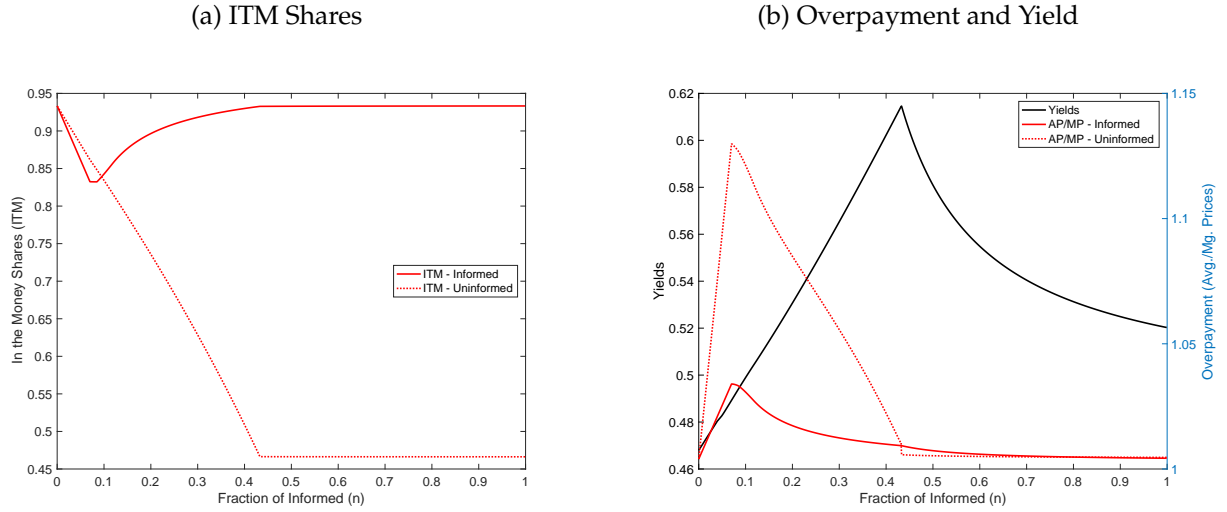 (a) ITM Shares
In the Money Shares (ITM)
0.95
0.9
0.85
0.8
0.75
0.7
0.65
0.6
0.55
0.5
0.45
ITM - Informed
ITM - Uninformed
0 0.1 0.2 0.3 0.4 0.5 0.6 0.7 0.8 0.9 1
Fraction of Informed (n)
(b) Overpayment and Yield
Yields
0.62
0.6
0.58
0.56
0.54
0.52
0.5
0.48
0.46
Yields
AP/MP - Informed
AP/MP - Uninformed
1.15
1.1
1.05
1
Overpayment (Avg./Mg. Prices)
0 0.1 0.2 0.3 0.4 0.5 0.6 0.7 0.8 0.9 1
Fraction of Informed (n)